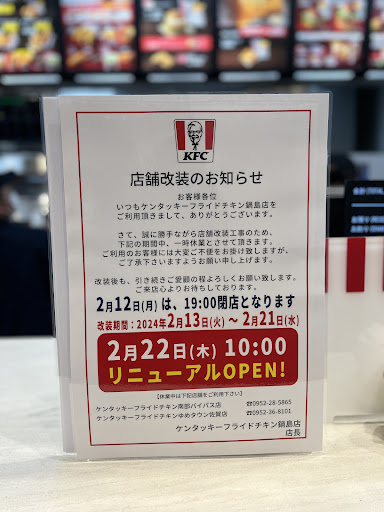 KFC
店舗改装のお知らせ
お客様各位
いつもケンタッキーフライドチキン鍋島店を
ご利用頂きまして、ありがとうございます。
さて、誠に勝手ながら店舗改装工事のため、
下記の期間中、一時休業とさせて頂きます。
ご利用のお客様には大変ご不便をお掛け致しますが、
ご了承下さいますようお願い申し上げます。
改装後も、引き続きご愛顧の程よろしくお願い致します。
ご来店心よりお待ちしております。
2月12日(月) は、19:00閉店となります
改装期間:2024年2月13日(火) ~ 2月21日(水)
2月22日(木) 10:00
リニューアルOPEN!
【休業中は下記店舗をご利用下さい】
ケンタッキーフライドチキン南部バイパス店 ☎0952-28-5865
ケンタッキーフライドチキンゆめタウン佐賀店 ☎0952-36-8101
ケンタッキーフライドチキン鍋島店
店長